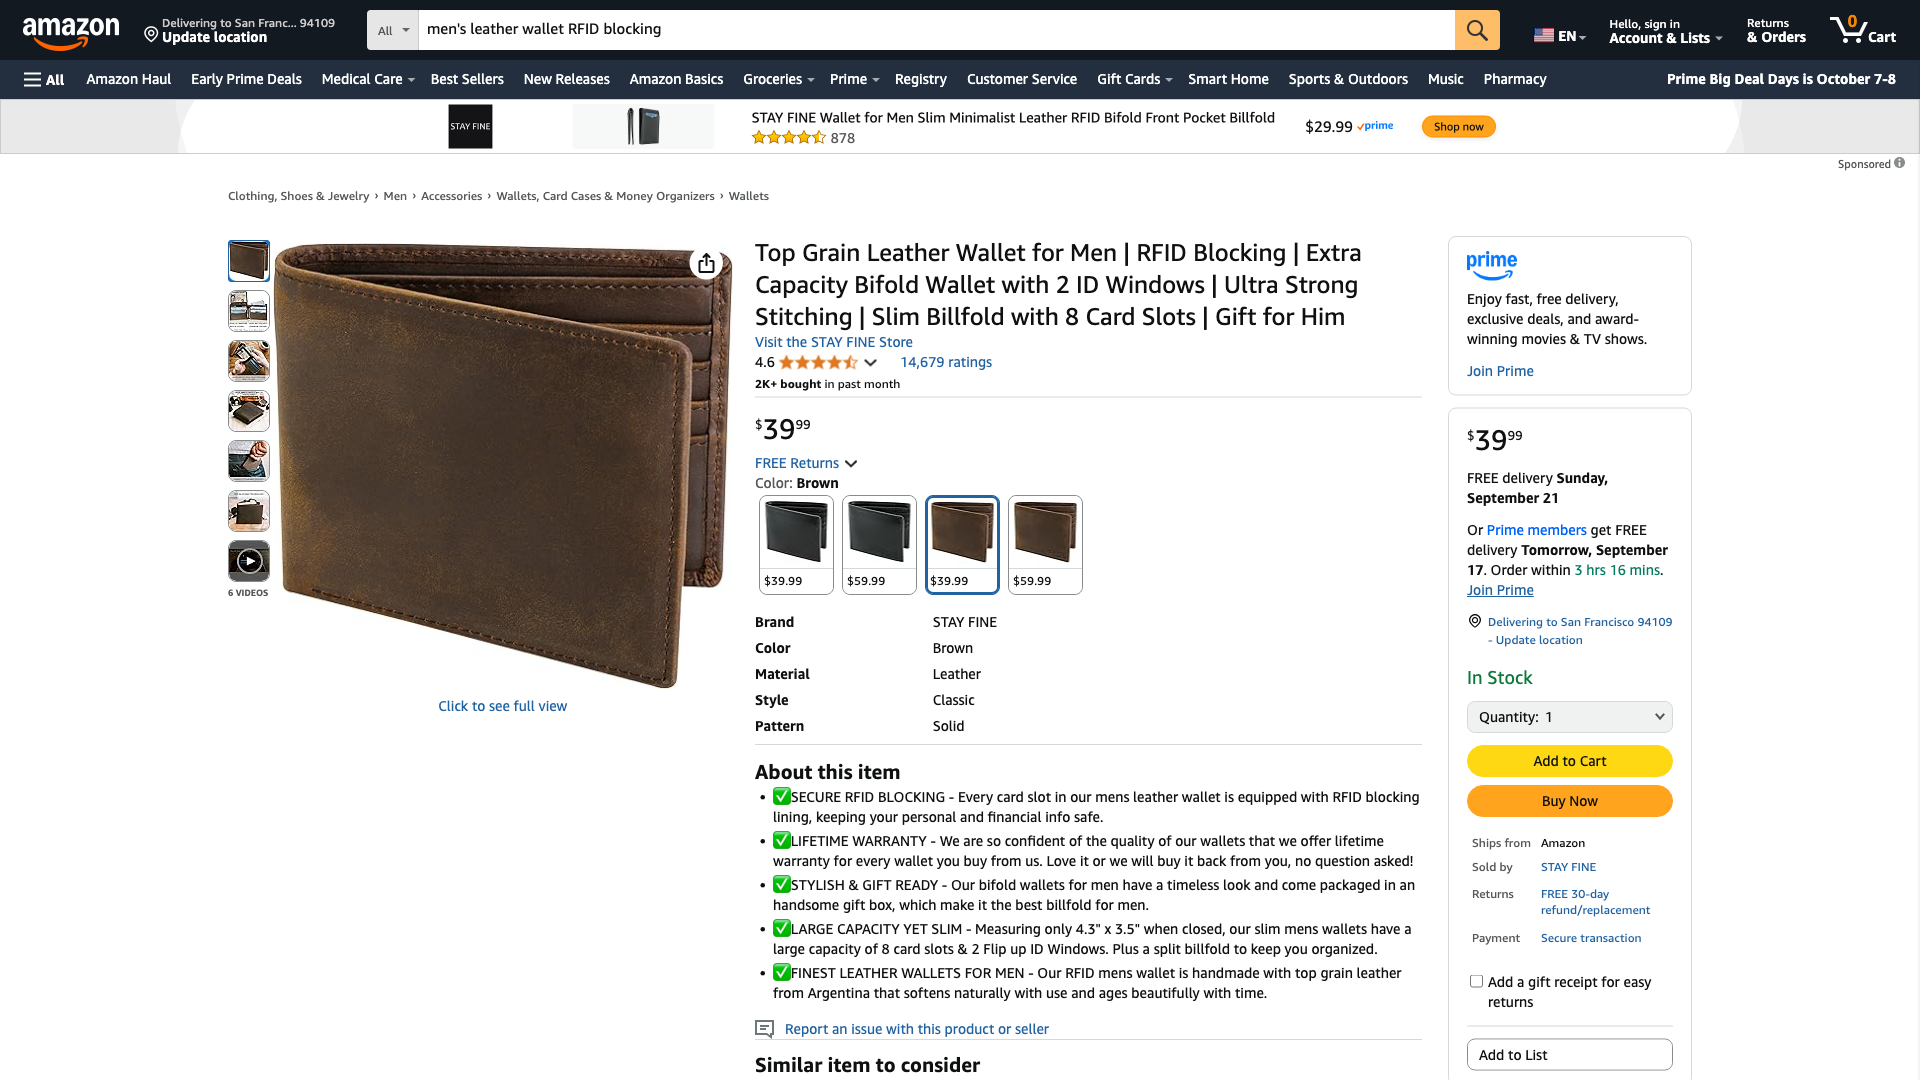 amazon
Delivering to San Franc... 94109
Update location
All
men's leather wallet RFID blocking
EN
Hello, sign in
Account & Lists
Returns
& Orders
0
Cart
All
Amazon Haul
Early Prime Deals
Medical Care
Best Sellers
New Releases
Amazon Basics
Groceries
Prime
Registry
Customer Service
Gift Cards
Smart Home
Sports & Outdoors
Music
Pharmacy
Prime Big Deal Days is October 7-8
STAY FINE
STAY FINE Wallet for Men Slim Minimalist Leather RFID Bifold Front Pocket Billfold
878
$29.99 prime
Shop now
Sponsored
Clothing, Shoes & Jewelry › Men › Accessories › Wallets, Card Cases & Money Organizers › Wallets
6 VIDEOS
Click to see full view
Top Grain Leather Wallet for Men | RFID Blocking | Extra
Capacity Bifold Wallet with 2 ID Windows | Ultra Strong
Stitching | Slim Billfold with 8 Card Slots | Gift for Him
Visit the STAY FINE Store
4.6
14,679 ratings
2K+ bought in past month
$39.99
FREE Returns
Color: Brown
$39.99
$59.99
$39.99
$59.99
Brand STAY FINE
Color Brown
Material Leather
Style Classic
Pattern Solid
About this item
• ✅SECURE RFID BLOCKING - Every card slot in our mens leather wallet is equipped with RFID blocking
lining, keeping your personal and financial info safe.
• ✅LIFETIME WARRANTY - We are so confident of the quality of our wallets that we offer lifetime
warranty for every wallet you buy from us. Love it or we will buy it back from you, no question asked!
• ✅STYLISH & GIFT READY - Our bifold wallets for men have a timeless look and come packaged in an
handsome gift box, which make it the best billfold for men.
• ✅LARGE CAPACITY YET SLIM - Measuring only 4.3" x 3.5" when closed, our slim mens wallets have a
large capacity of 8 card slots & 2 Flip up ID Windows. Plus a split billfold to keep you organized.
• ✅FINEST LEATHER WALLETS FOR MEN - Our RFID mens wallet is handmade with top grain leather
from Argentina that softens naturally with use and ages beautifully with time.
Report an issue with this product or seller
Similar item to consider
prime
Enjoy fast, free delivery,
exclusive deals, and award-
winning movies & TV shows.
Join Prime
$39.99
FREE delivery Sunday,
September 21
Or Prime members get FREE
delivery Tomorrow, September
17. Order within 3 hrs 16 mins.
Join Prime
Delivering to San Francisco 94109
- Update location
In Stock
Quantity: 1
Add to Cart
Buy Now
Ships from Amazon
Sold by STAY FINE
Returns FREE 30-day
refund/replacement
Payment Secure transaction
Add a gift receipt for easy
returns
Add to List